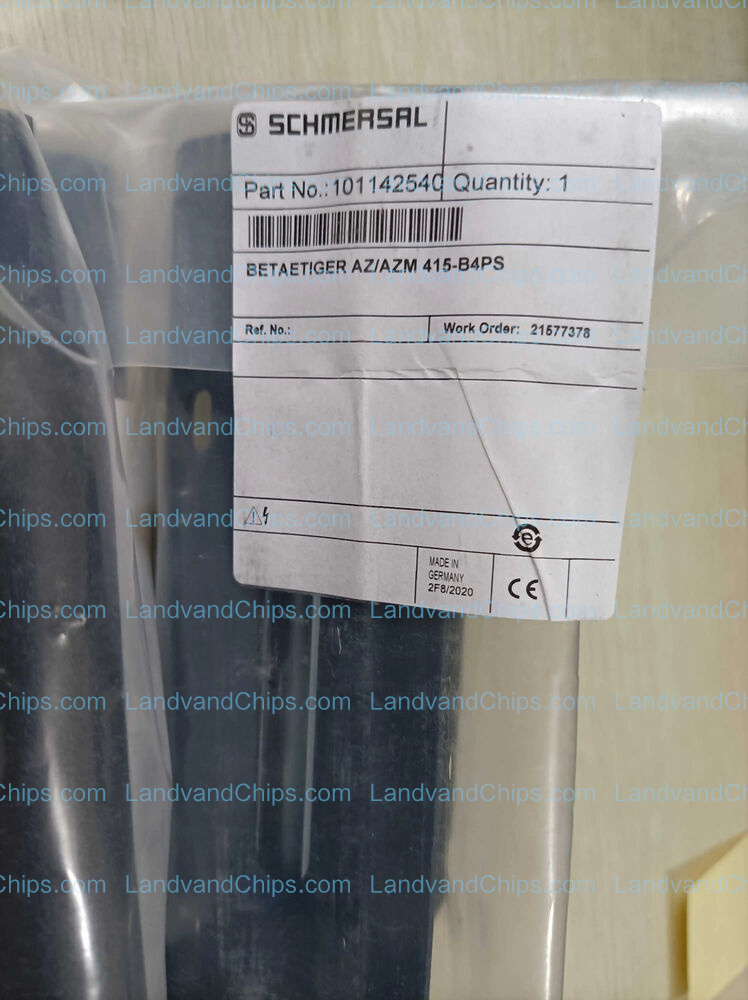 SCHMERSAL
Part No.:101142540 Quantity: 1
BETAETIGER AZ/AZM 415-B4PS
Ref. No.:
Work Order: 21577378
e
MADE IN
GERMANY
2F8/2020
CE
LandvandChips.com